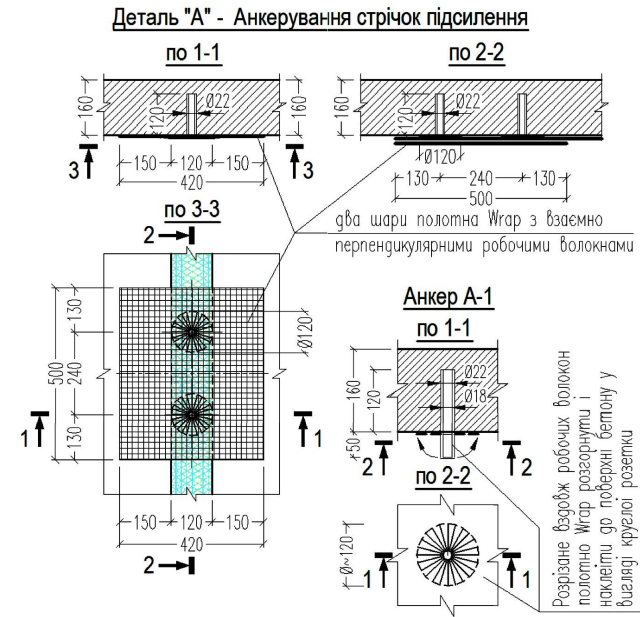 Деталь "А" - Анкерування стрічок підсилення
по 1-1
по 2-2
160
120
Ø22
160
3
3
150
120
150
420
160
120
160
Ø120
130
240
130
500
два шари полотна Wrap з взаємно
перпендикулярними робочими волокнами
по 3-3
2
130
240
500
130
Ø120
1
1
150
120
150
420
2
Анкер А-1
по 1-1
160
120
50
Ø22
Ø18
2
2
по 2-2
Ø~120
1
1
Розрізане вздовж робочих волокон
полотно Wrap розгорнути і
наклеїти до поверхні бетону у
вигляді круглої розетки